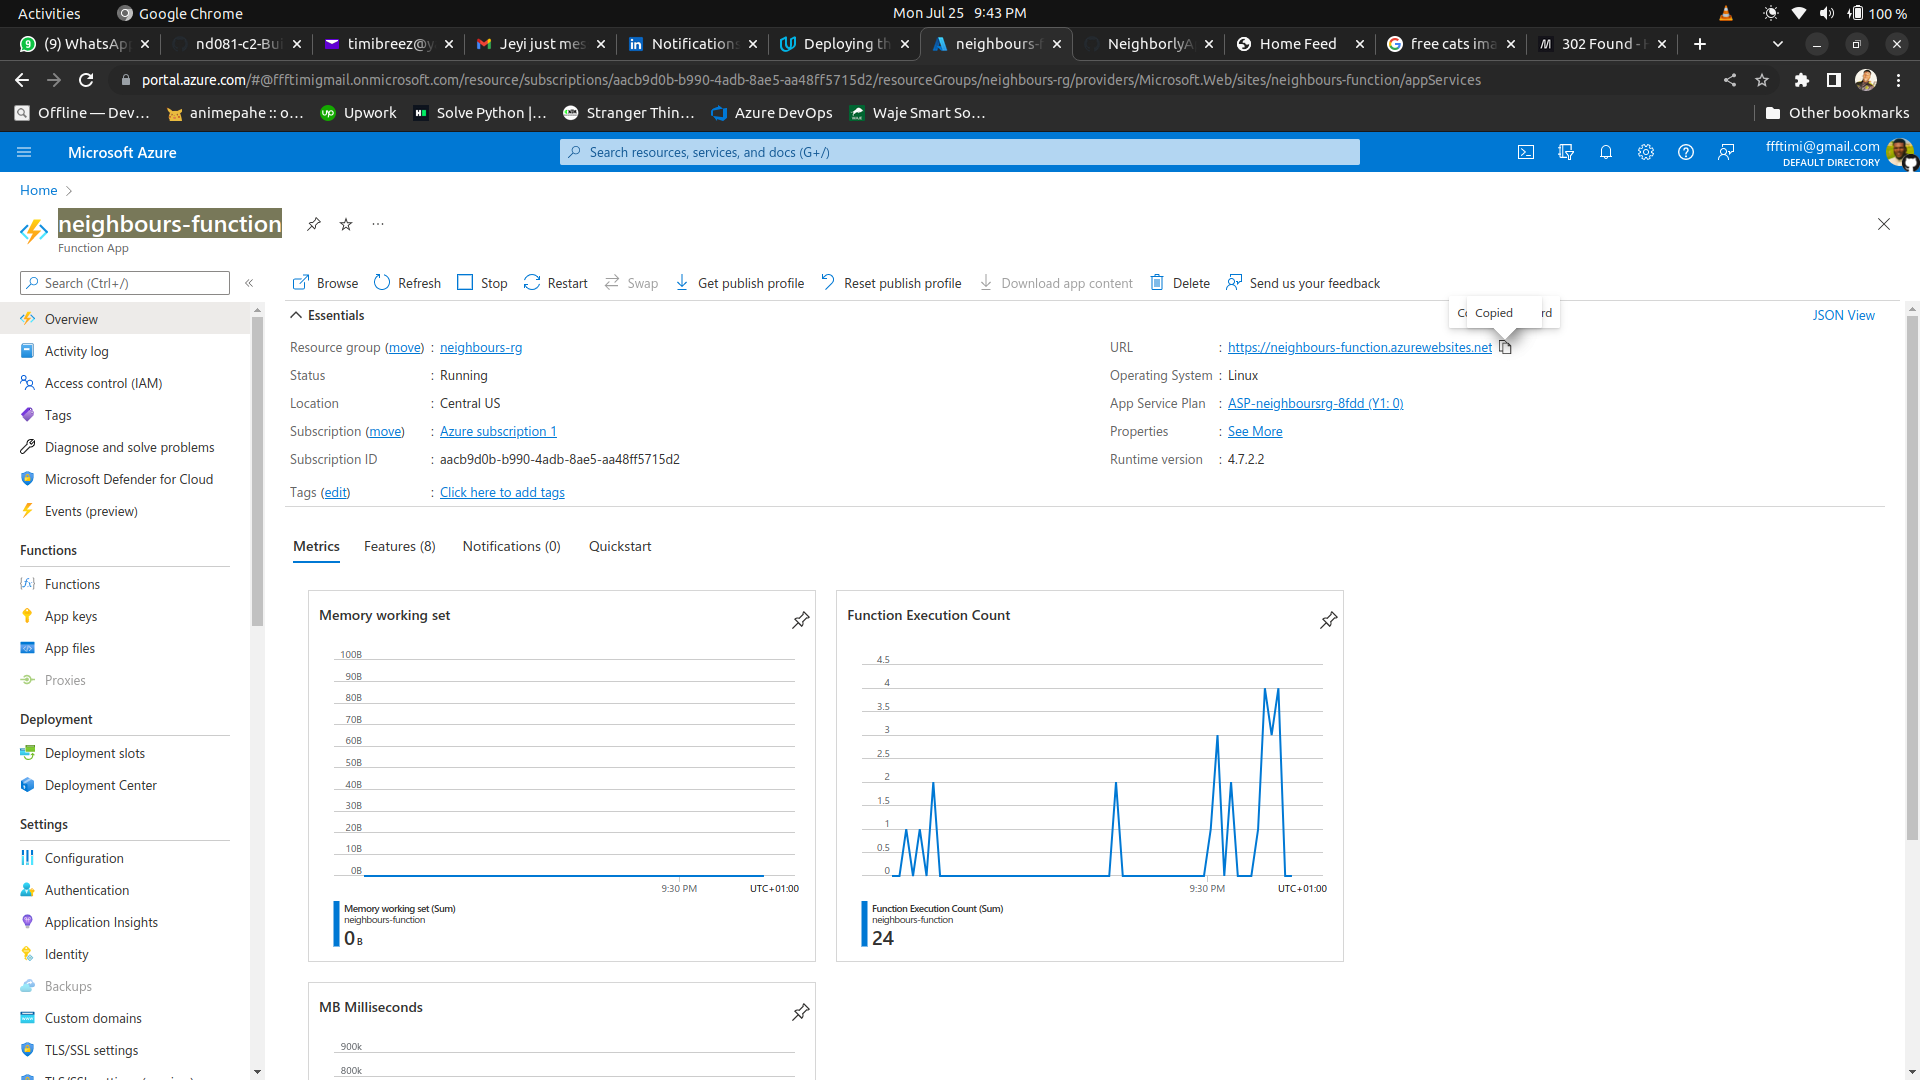 Activities
Google Chrome
Mon Jul 25 9:43 PM
100 %
(9) WhatsApp
nd081-c2-Bui
timibreez@y
Jeyi just mes
Notifications
Deploying th
neighbours-f
NeighborlyA
Home Feed
free cats ima
302 Found -
portal.azure.com/#@ffftimigmail.onmicrosoft.com/resource/subscriptions/aacb9d0b-b990-4adb-8ae5-aa48ff5715d2/resourceGroups/neighbours-rg/providers/Microsoft.Web/sites/neighbours-function/appServices
Offline — Dev…
animepahe :: o…
Upwork
Solve Python |…
Stranger Thin…
Azure DevOps
Waje Smart So…
Other bookmarks
Microsoft Azure
Search resources, services, and docs (G+/)
ffftimi@gmail.com
DEFAULT DIRECTORY
Home
neighbours-function
Function App
Search (Ctrl+/)
Overview
Activity log
Access control (IAM)
Tags
Diagnose and solve problems
Microsoft Defender for Cloud
Events (preview)
Functions
Functions
App keys
App files
Proxies
Deployment
Deployment slots
Deployment Center
Settings
Configuration
Authentication
Application Insights
Identity
Backups
Custom domains
TLS/SSL settings
Browse
Refresh
Stop
Restart
Swap
Get publish profile
Reset publish profile
Download app content
Delete
Send us your feedback
Essentials
Copied
JSON View
Resource group (move) : neighbours-rg
Status : Running
Location : Central US
Subscription (move) : Azure subscription 1
Subscription ID : aacb9d0b-b990-4adb-8ae5-aa48ff5715d2
Tags (edit) : Click here to add tags
URL : https://neighbours-function.azurewebsites.net
Operating System : Linux
App Service Plan : ASP-neighboursrg-8fdd (Y1: 0)
Properties : See More
Runtime version : 4.7.2.2
Metrics
Features (8)
Notifications (0)
Quickstart
Memory working set
100B
90B
80B
70B
60B
50B
40B
30B
20B
10B
0B
9:30 PM
UTC+01:00
Memory working set (Sum)
neighbours-function
0 B
Function Execution Count
4.5
4
3.5
3
2.5
2
1.5
1
0.5
0
9:30 PM
UTC+01:00
Function Execution Count (Sum)
neighbours-function
24
MB Milliseconds
900k
800k